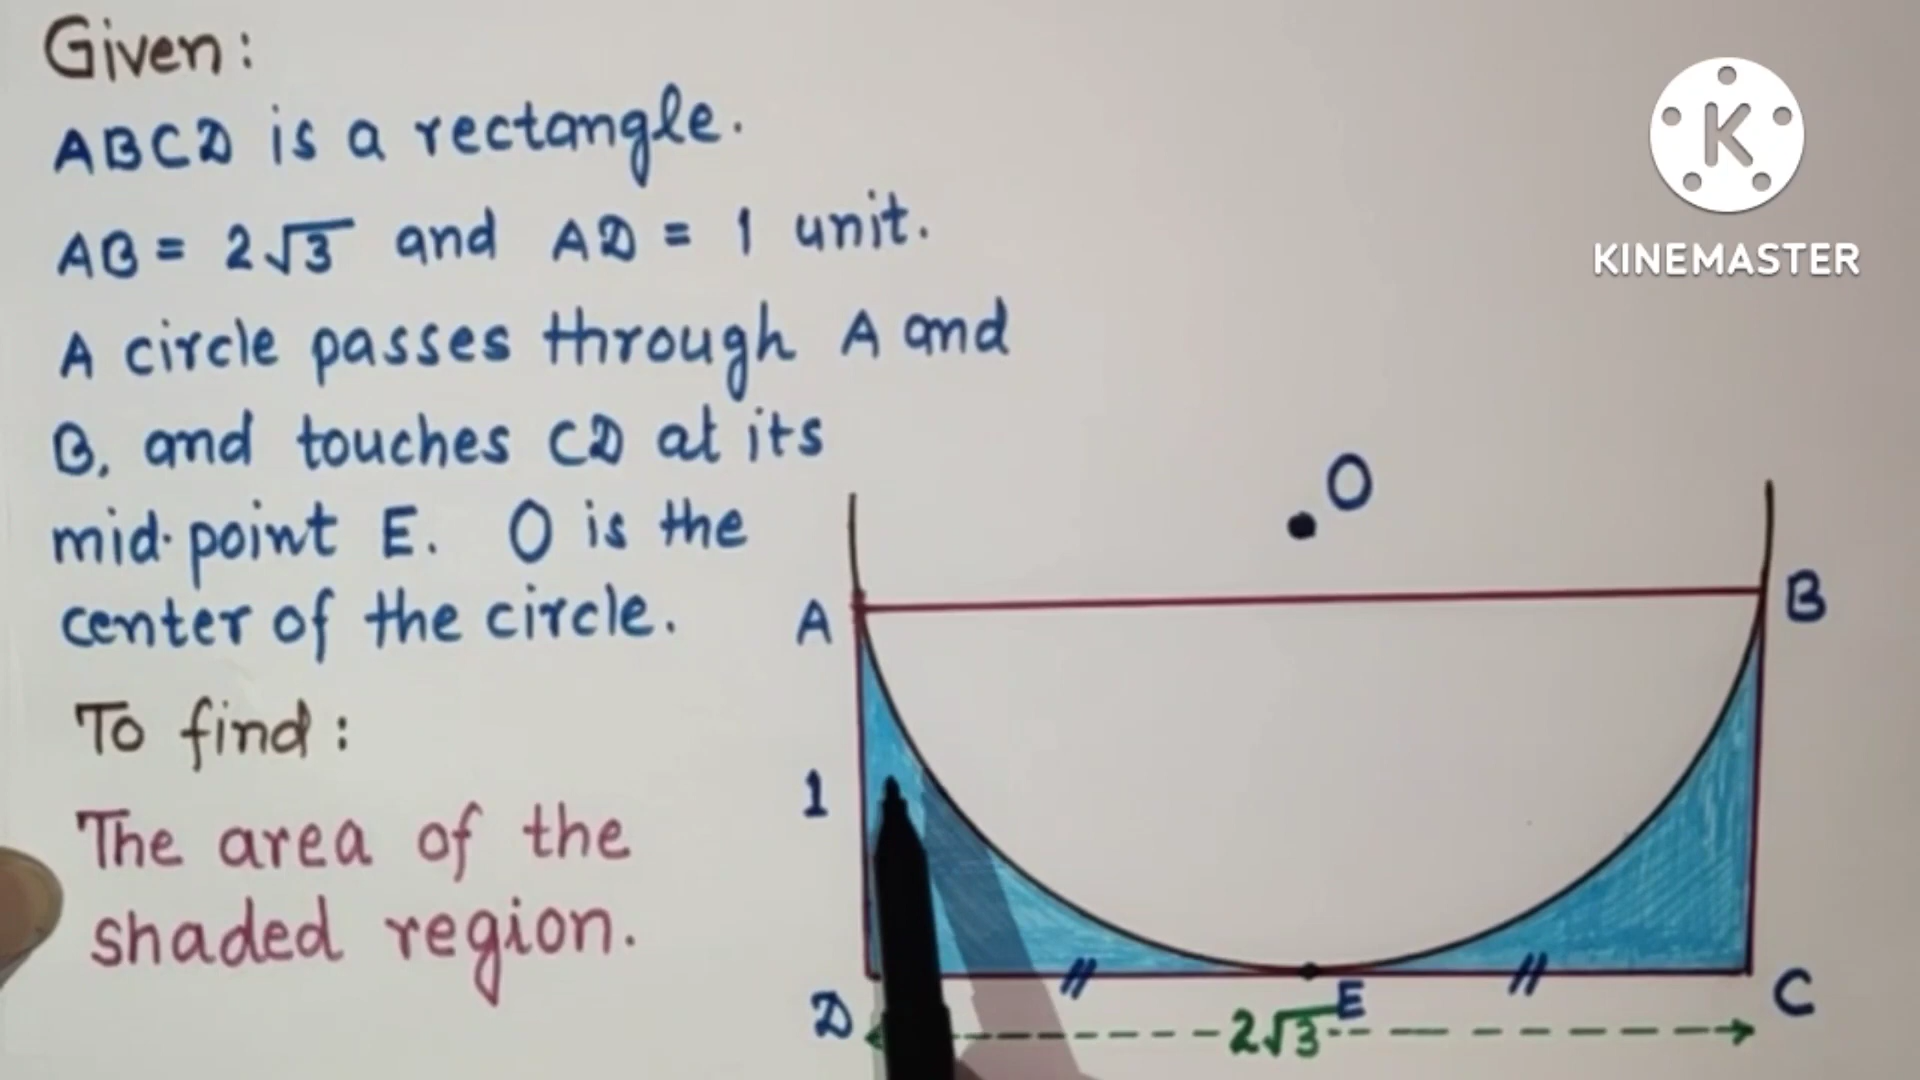 Given:
ABCD is a rectangle.
AB = 2√3 and AD = 1 unit.
A circle passes through A and
B, and touches CD at its
mid-point E. O is the
center of the circle.
To find:
The area of the
shaded region.
K
KINEMASTER
O
A
B
1
D
E
C
2√3